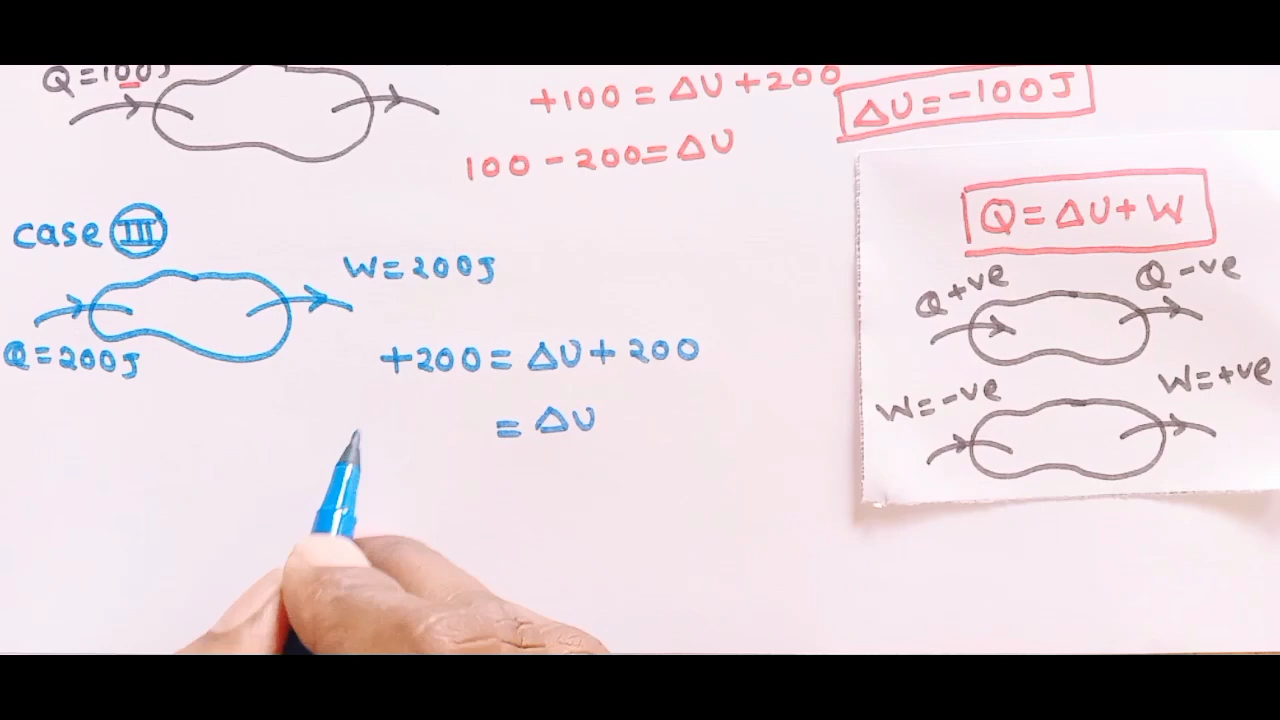 Q=100J
+100 = ΔU+200
ΔU=-100J
100-200=ΔU
case III
W=200J
Q=200J
+200= ΔU+200
= ΔU
Q=ΔU+W
Q+ve
Q-ve
W=-ve
W=+ve